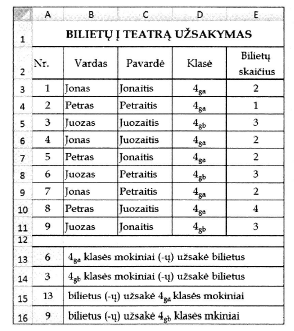 A B C D E
1 BILIETŲ Į TEATRĄ UŽSAKYMAS
2 Nr. Vardas Pavardė Klasė Bilietų skaičius
3 1 Jonas Jonaitis 4ga 2
4 2 Petras Petraitis 4ga 1
5 3 Juozas Juozaitis 4gb 3
6 4 Jonas Juozaitis 4ga 2
7 5 Petras Jonaitis 4ga 2
8 6 Juozas Petraitis 4gb 3
9 7 Jonas Petraitis 4ga 2
10 8 Petras Juozaitis 4ga 4
11 9 Juozas Jonaitis 4gb 3
12
13 6 4ga klasės mokiniai (-ų) užsakė bilietus
14 3 4gb klasės mokiniai (-ų) užsakė bilietus
15 13 bilietus (-ų) užsakė 4ga klasės mokiniai
16 9 bilietus (-ų) užsakė 4gb klasės mkiniai